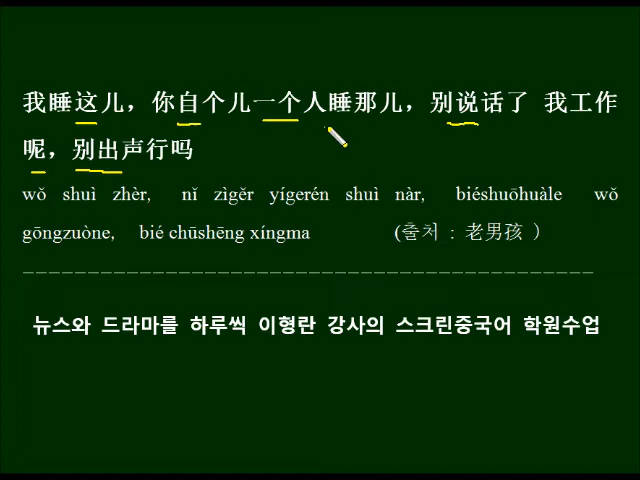 我睡这儿，你自个儿一个人睡那儿，别说话了 我工作
呢，别出声行吗
wǒ shuì zhèr, nǐ zìgěr yígerén shuì nàr, biéshuōhuàle wǒ
gōngzuòne, bié chūshēng xíngma (출처 : 老男孩 )
--------------------------------------------
뉴스와 드라마를 하루씩 이형란 강사의 스크린중국어 학원수업